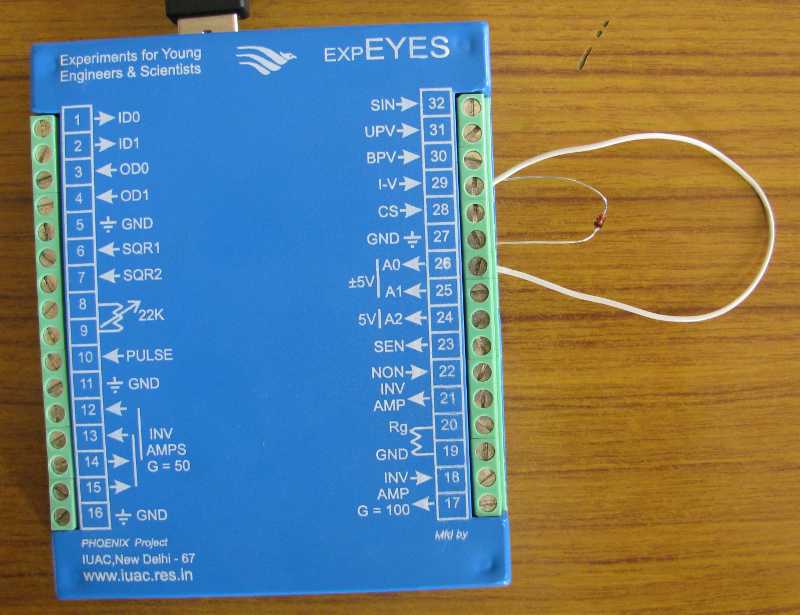 Experiments for Young
Engineers & Scientists
EXPEYES
1 ID0
2 ID1
3 OD0
4 OD1
5 GND
6 SQR1
7 SQR2
8
22K
9
10 PULSE
11 GND
12
13 INV
AMPS
14 G = 50
15
16 GND
SIN 32
UPV 31
BPV 30
I-V 29
CS 28
GND 27
A0 26
±5V
A1 25
5V A2 24
SEN 23
NON 22
INV
AMP 21
Rg 20
GND 19
INV 18
AMP
G = 100 17
PHOENIX Project
IUAC,New Delhi - 67
www.iuac.res.in
Mfd by